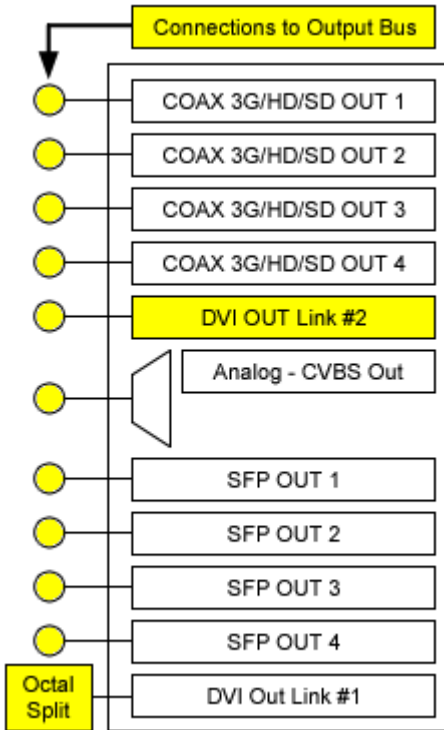 Connections to Output Bus
COAX 3G/HD/SD OUT 1
COAX 3G/HD/SD OUT 2
COAX 3G/HD/SD OUT 3
COAX 3G/HD/SD OUT 4
DVI OUT Link #2
Analog - CVBS Out
SFP OUT 1
SFP OUT 2
SFP OUT 3
SFP OUT 4
Octal
Split
DVI Out Link #1